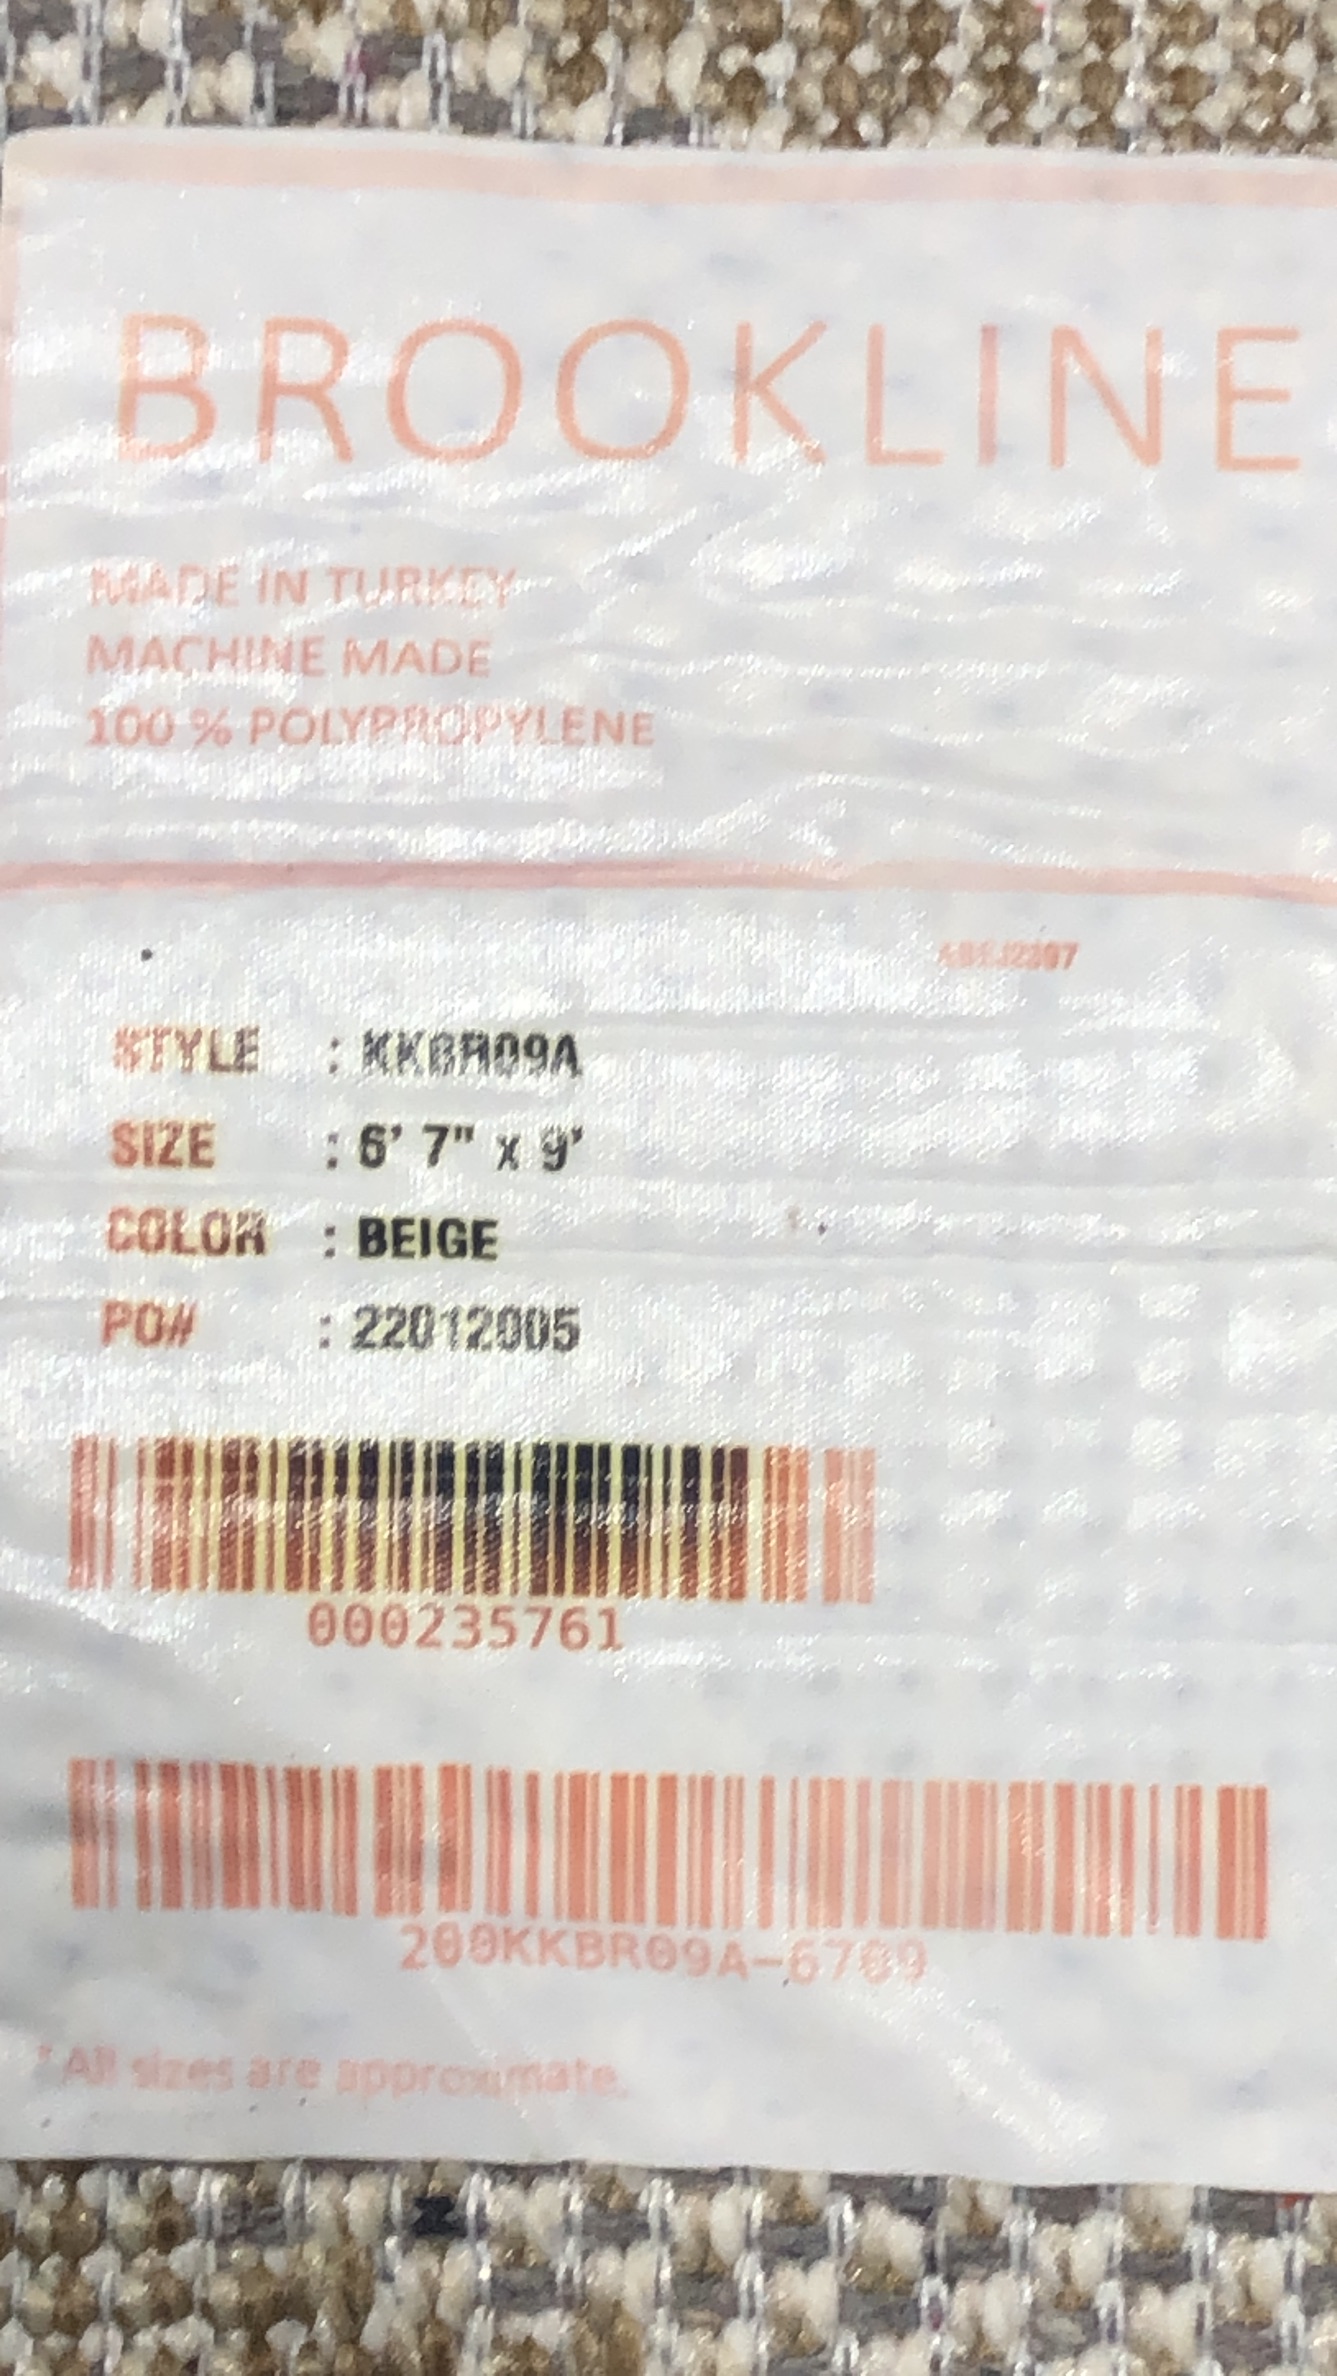 BROOKLINE
MADE IN TURKEY
MACHINE MADE
100 % POLYPROPYLENE
STYLE : KKBR09A
SIZE : 6' 7" x 9'
COLOR : BEIGE
PO# : 22012005
000235761
200KKBR09A-6709
* All sizes are approximate.